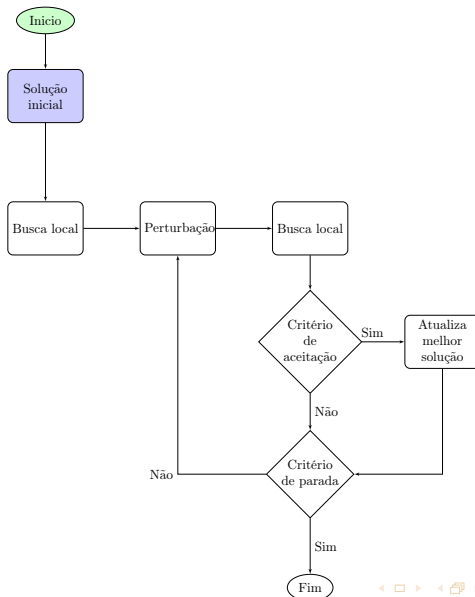 Inicio
Solução
inicial
Busca local
Perturbação
Busca local
Critério
de
aceitação
Sim
Atualiza
melhor
solução
Não
Critério
de parada
Não
Sim
Fim